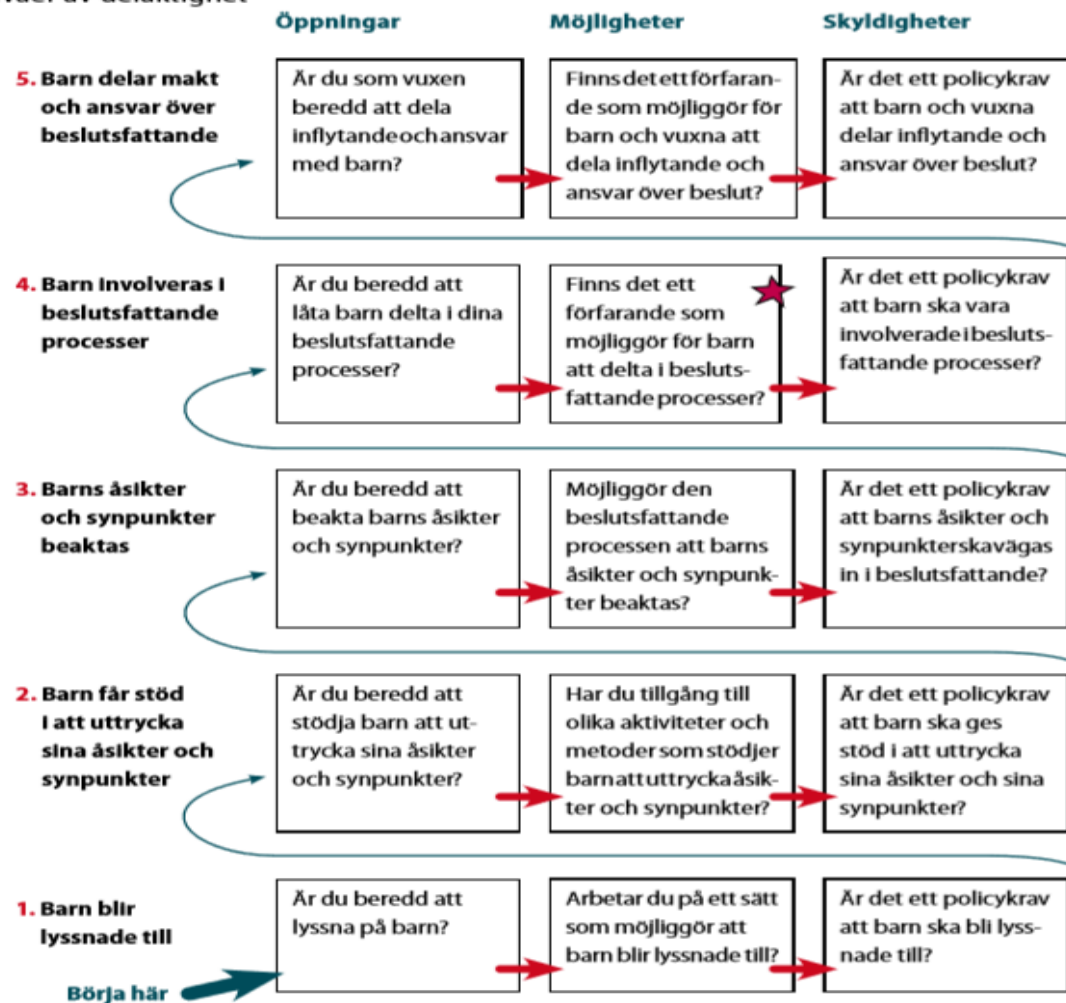 av delaktighet
Öppningar
Möjligheter
Skyldigheter
5. Barn delar makt
och ansvar över
beslutsfattande
Är du som vuxen
beredd att dela
inflytandeochansvar
med barn?
Finnsdetettförfaran-
de som möjliggör för
barn och vuxna att
dela inflytande och
ansvar över beslut?
Är det ett policykrav
att barn och vuxna
delar inflytande och
ansvar över beslut?
4. Barn involveras i
beslutsfattande
processer
Är du beredd att
låta barn delta i dina
beslutsfattande
processer?
Finns det ett
förfarande som
möjliggör för barn
att delta i besluts-
fattande processer?
Är det ett policykrav
att barn ska vara
involveradeibesluts-
fattande processer?
3. Barns åsikter
och synpunkter
beaktas
Är du beredd att
beakta barns åsikter
och synpunkter?
Möjliggör den
beslutsfattande
processen att barns
åsikter och synpunk-
ter beaktas?
Är det ett policykrav
att barns åsikter och
synpunkterskavägas
in i beslutsfattande?
2. Barn får stöd
i att uttrycka
sina åsikter och
synpunkter
Är du beredd att
stödja barn att ut-
trycka sina åsikter
och synpunkter?
Har du tillgång till
olika aktiviteter och
metoder som stödjer
barnattuttryckaåsik-
ter och synpunkter?
Är det ett policykrav
att barn ska ges
stöd i att uttrycka
sina åsikter och sina
synpunkter?
1. Barn blir
lyssnade till
Är du beredd att
lyssna på barn?
Arbetar du på ett sätt
som möjliggör att
barn blir lyssnade till?
Är det ett policykrav
att barn ska bli lyss-
nade till?
Börja här